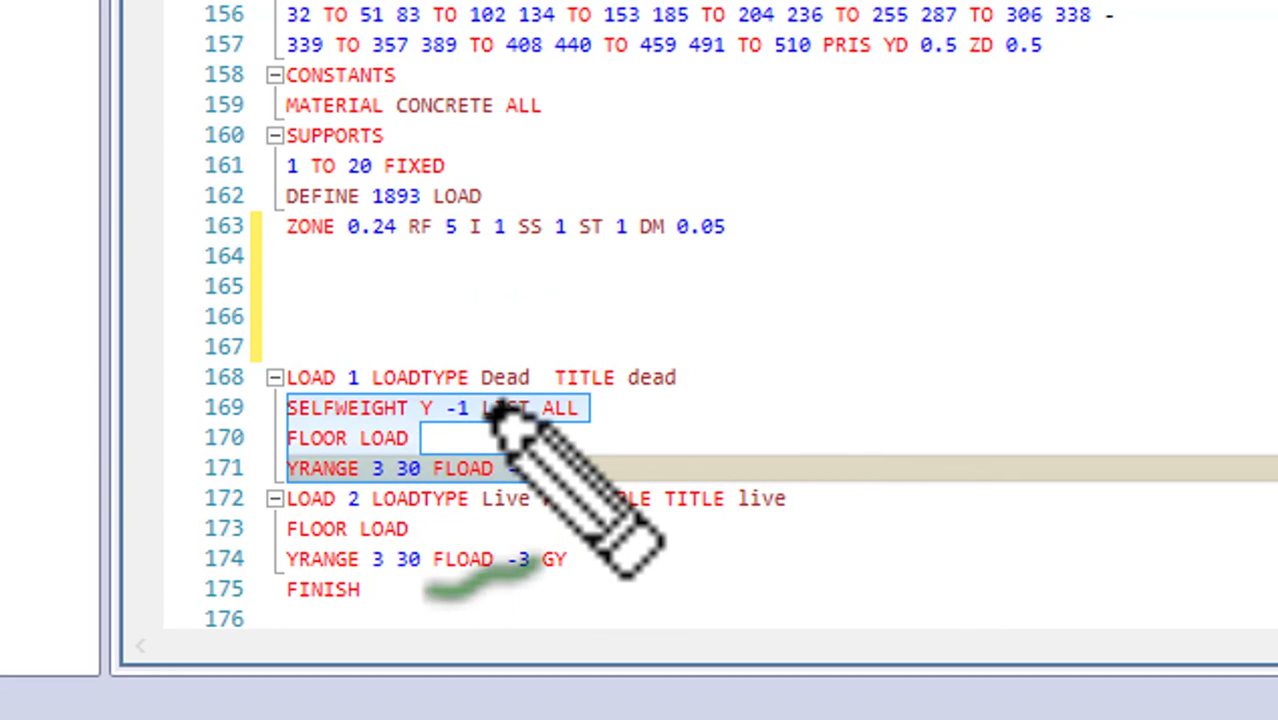 156 32 TO 51 83 TO 102 134 TO 153 185 TO 204 236 TO 255 287 TO 306 338 -
157 339 TO 357 389 TO 408 440 TO 459 491 TO 510 PRIS YD 0.5 ZD 0.5
158 CONSTANTS
159 MATERIAL CONCRETE ALL
160 SUPPORTS
161 1 TO 20 FIXED
162 DEFINE 1893 LOAD
163 ZONE 0.24 RF 5 I 1 SS 1 ST 1 DM 0.05
164
165
166
167
168 LOAD 1 LOADTYPE Dead TITLE dead
169 SELFWEIGHT Y -1 LIST ALL
170 FLOOR LOAD
171 YRANGE 3 30 FLOAD
172 LOAD 2 LOADTYPE Live TITLE live
173 FLOOR LOAD
174 YRANGE 3 30 FLOAD -3 GY
175 FINISH
176